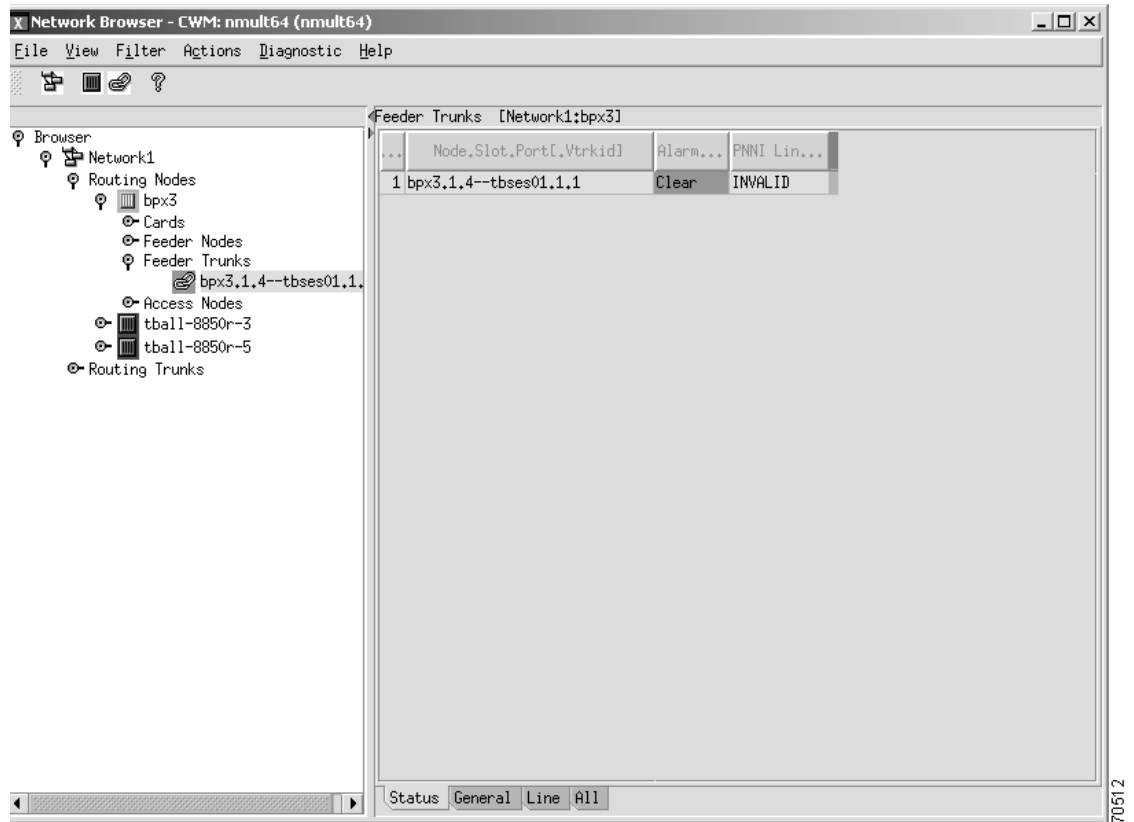 X Network Browser - CWM: nmult64 (nmult64)
File View Filter Actions Diagnostic Help
Feeder Trunks [Network1:bpx3]
Browser
Network1
Routing Nodes
bpx3
Cards
Feeder Nodes
Feeder Trunks
bpx3.1.4--tbses01.1.
Access Nodes
tball-8850r-3
tball-8850r-5
Routing Trunks
... Node.Slot.Port[.Vtrkid] Alarm... PNNI Lin...
1 bpx3.1.4--tbses01.1.1 Clear INVALID
Status General Line All
70512